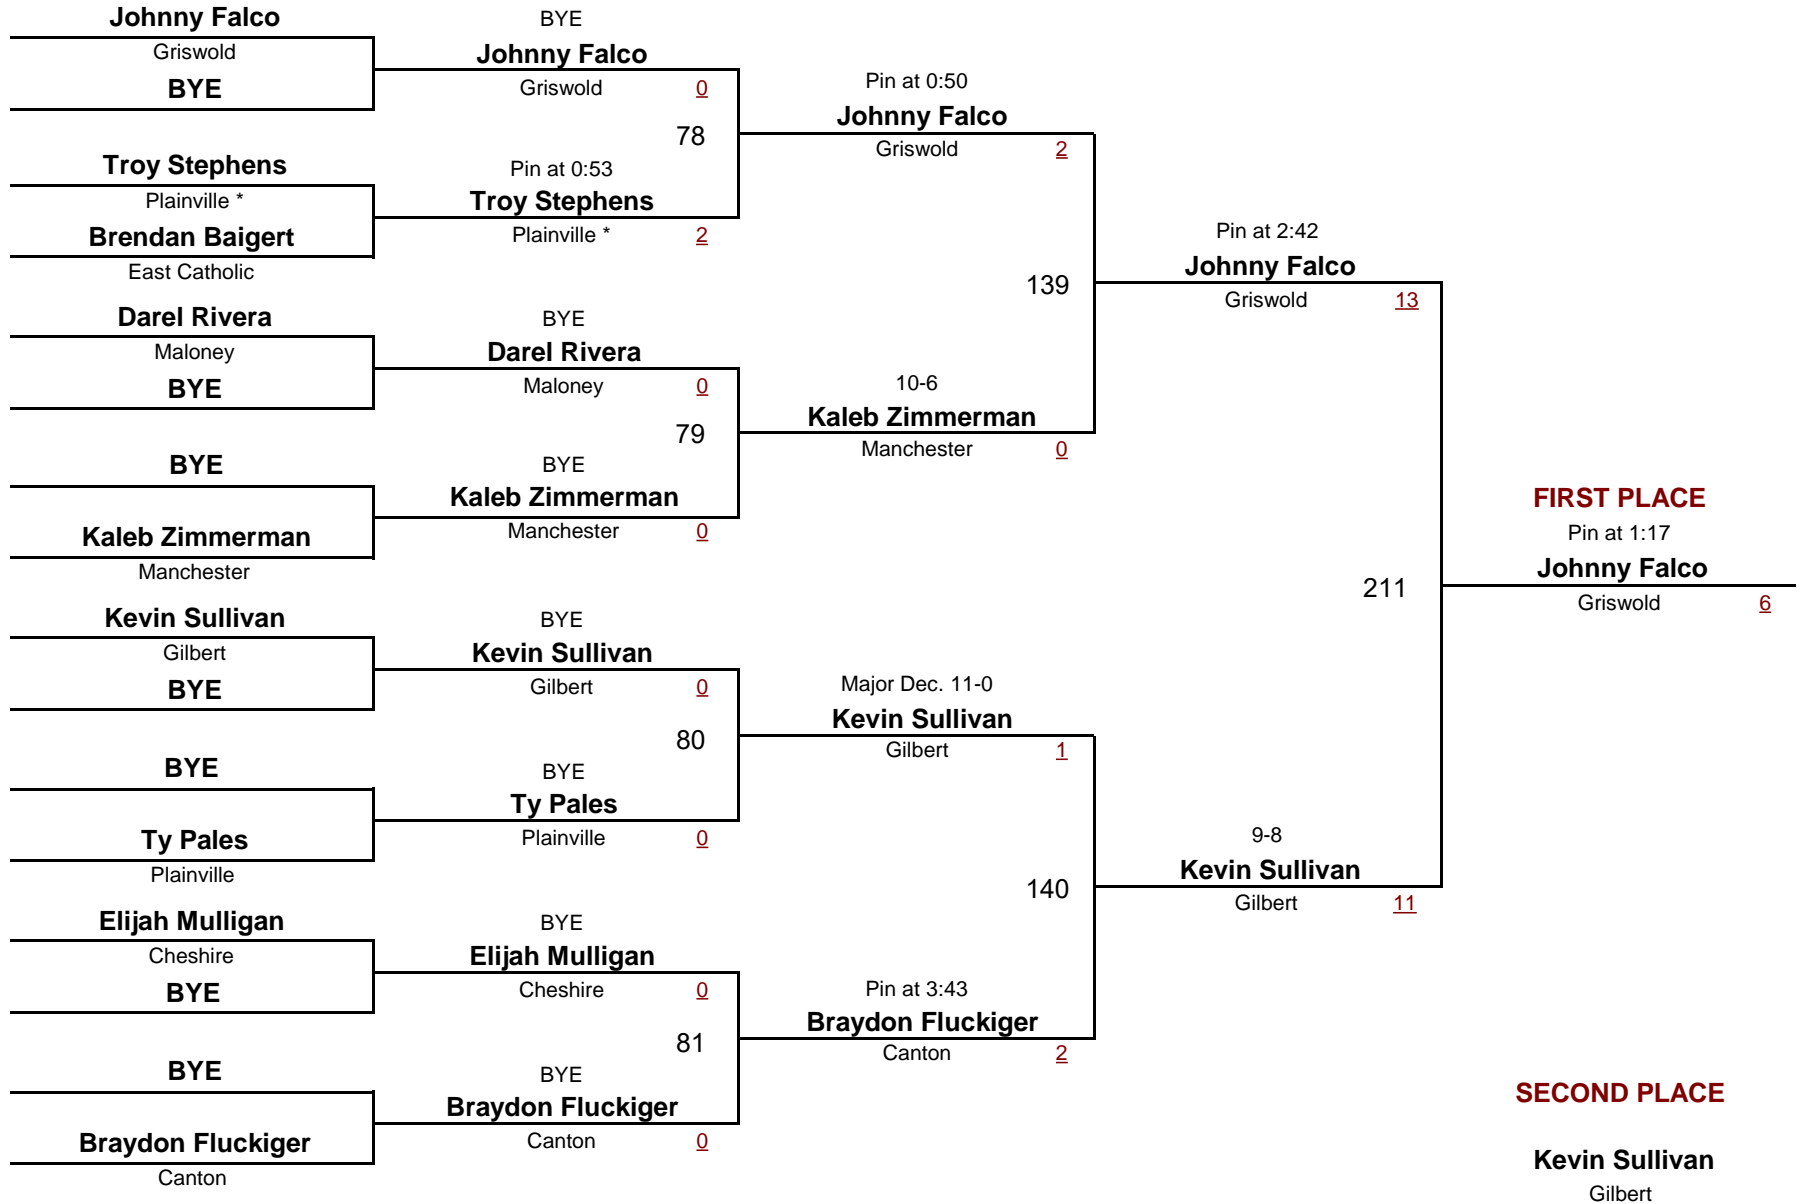 Johnny Falco
Griswold
BYE
Troy Stephens
Plainville *
Brendan Baigert
East Catholic
Darel Rivera
Maloney
BYE
BYE
Kaleb Zimmerman
Manchester
Kevin Sullivan
Gilbert
BYE
BYE
Ty Pales
Plainville
Elijah Mulligan
Cheshire
BYE
BYE
Braydon Fluckiger
Canton
BYE
Johnny Falco
Griswold 0
78
Pin at 0:53
Troy Stephens
Plainville * 2
BYE
Darel Rivera
Maloney 0
79
BYE
Kaleb Zimmerman
Manchester 0
BYE
Kevin Sullivan
Gilbert 0
80
BYE
Ty Pales
Plainville 0
BYE
Elijah Mulligan
Cheshire 0
81
BYE
Braydon Fluckiger
Canton 0
Pin at 0:50
Johnny Falco
Griswold 2
139
10-6
Kaleb Zimmerman
Manchester 0
Major Dec. 11-0
Kevin Sullivan
Gilbert 1
140
Pin at 3:43
Braydon Fluckiger
Canton 2
Pin at 2:42
Johnny Falco
Griswold 13
211
9-8
Kevin Sullivan
Gilbert 11
FIRST PLACE
Pin at 1:17
Johnny Falco
Griswold 6
SECOND PLACE
Kevin Sullivan
Gilbert